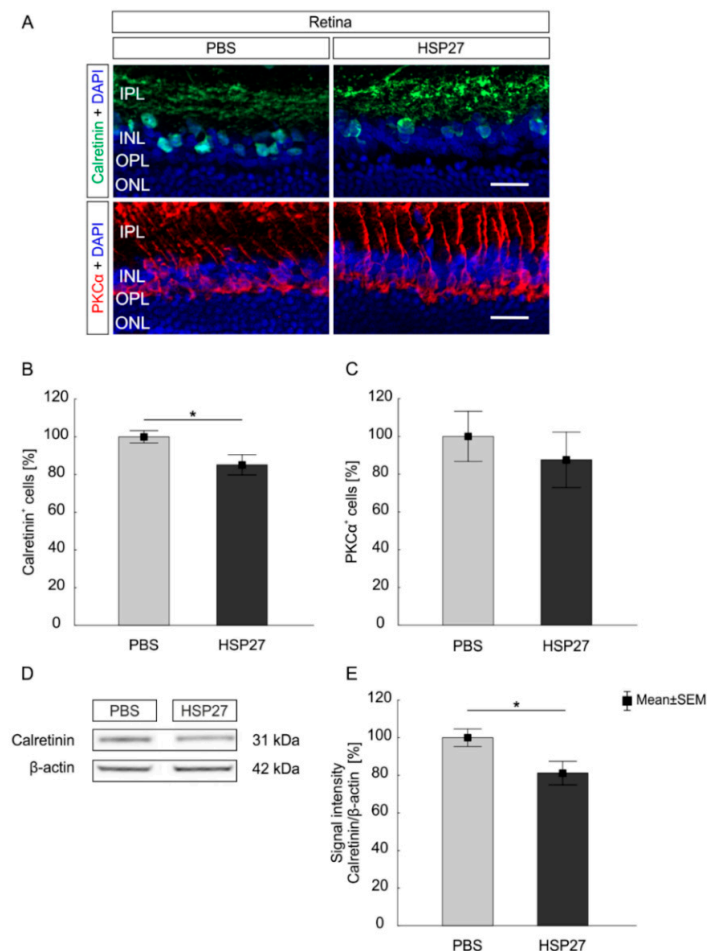 A
Retina
PBS
HSP27
Calretinin + DAPI
IPL
INL
OPL
ONL
PKCα + DAPI
IPL
INL
OPL
ONL
B
Calretinin⁺ cells [%]
120
100
80
60
40
20
0
*
PBS
HSP27
C
PKCα⁺ cells [%]
120
100
80
60
40
20
0
PBS
HSP27
D
PBS
HSP27
Calretinin
31 kDa
β-actin
42 kDa
E
Signal intensity
Calretinin/β-actin [%]
120
100
80
60
40
20
0
*
PBS
HSP27
Mean±SEM